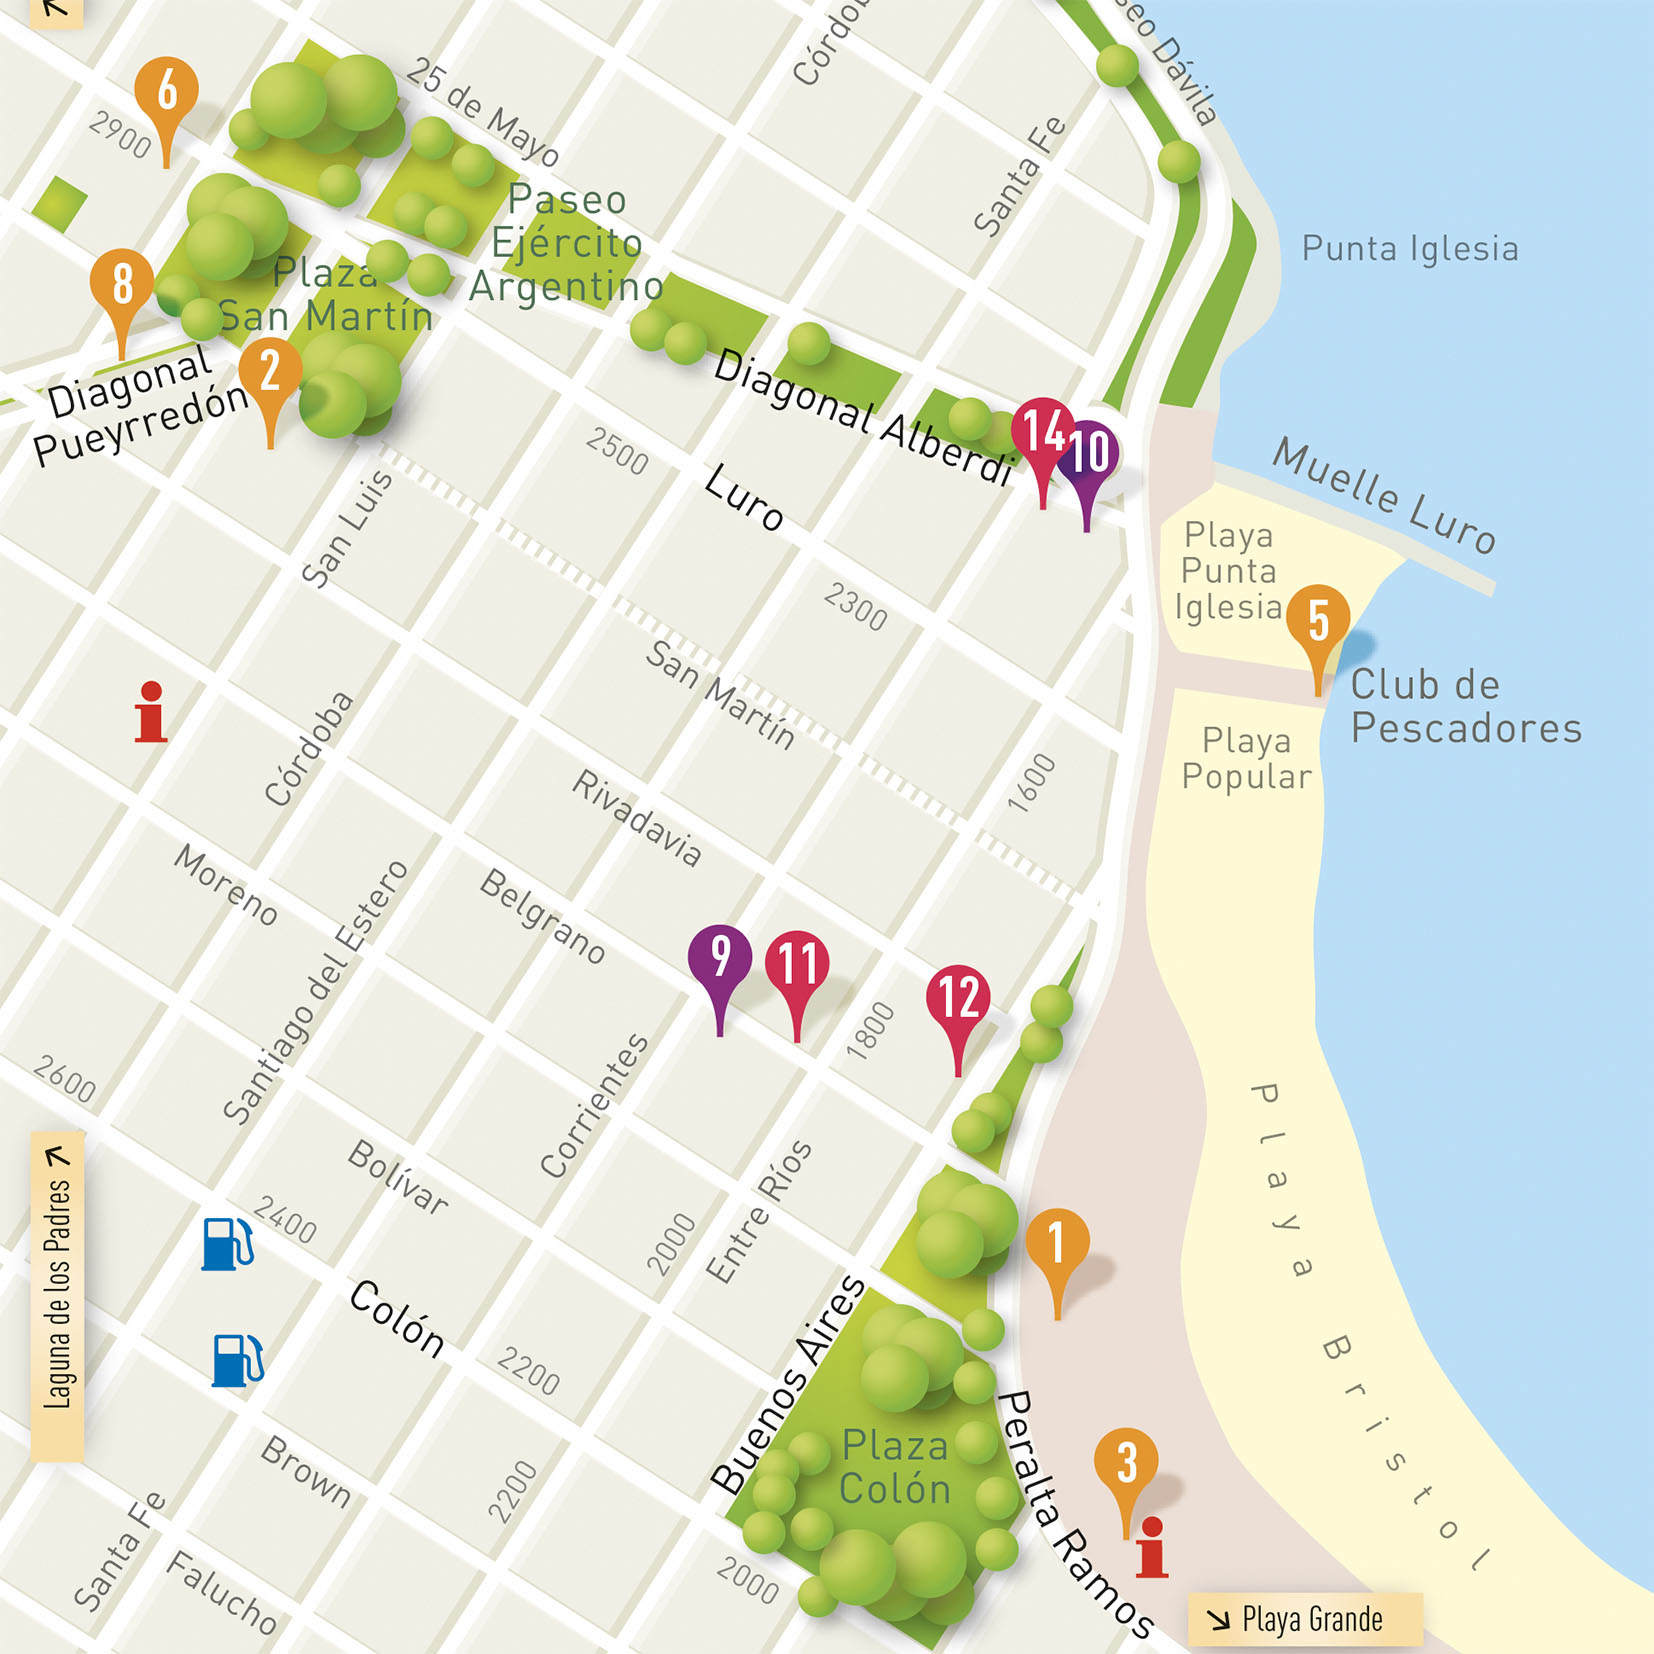 Paseo Dávila
Córdoba
25 de Mayo
6
2900
Santa Fe
Paseo
Ejército
Argentino
Punta Iglesia
8
Plaza
San Martín
Diagonal
Pueyrredón
2
Diagonal Alberdi
14
10
2500
Luro
Muelle Luro
San Luis
Playa
Punta
Iglesia
5
2300
San Martín
Club de
Pescadores
Córdoba
Playa
Popular
1600
Rivadavia
Moreno
Belgrano
Santiago del Estero
9
11
12
1800
Corrientes
2600
Bolívar
Entre Ríos
2000
2400
Laguna de los Padres
Playa Bristol
1
Colón
Buenos Aires
2200
Peralta Ramos
Plaza
Colón
Brown
2200
3
Santa Fe
Falucho
2000
Playa Grande